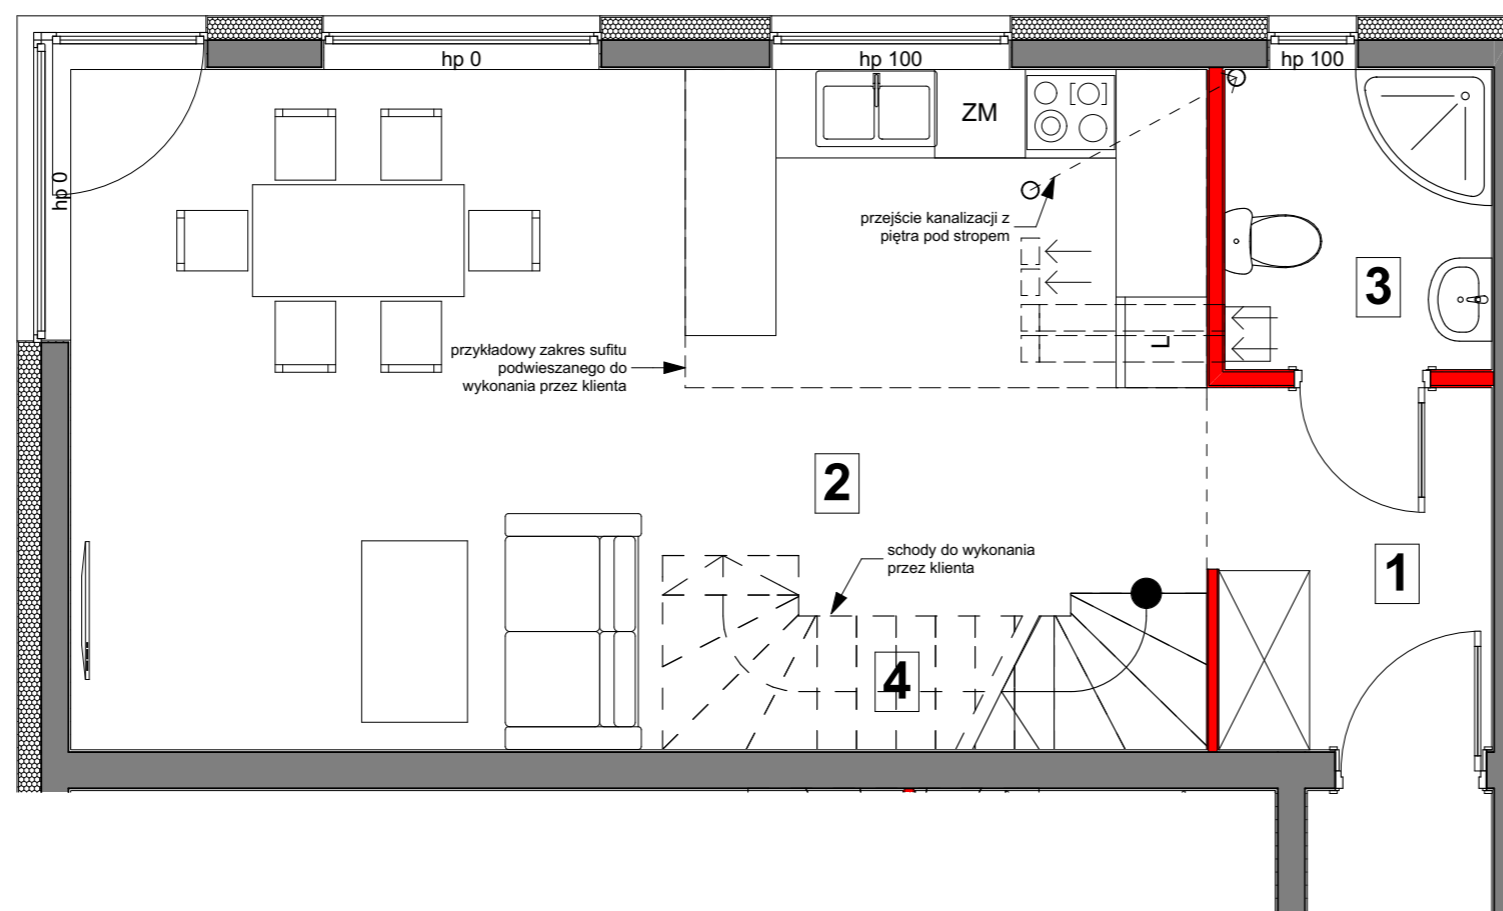 hp 0
hp 100
hp 100
ZM
hp 0
przejście kanalizacji z
piętra pod stropem
3
L
przykładowy zakres sufitu
podwieszanego do
wykonania przez klienta
2
schody do wykonania
przez klienta
1
4